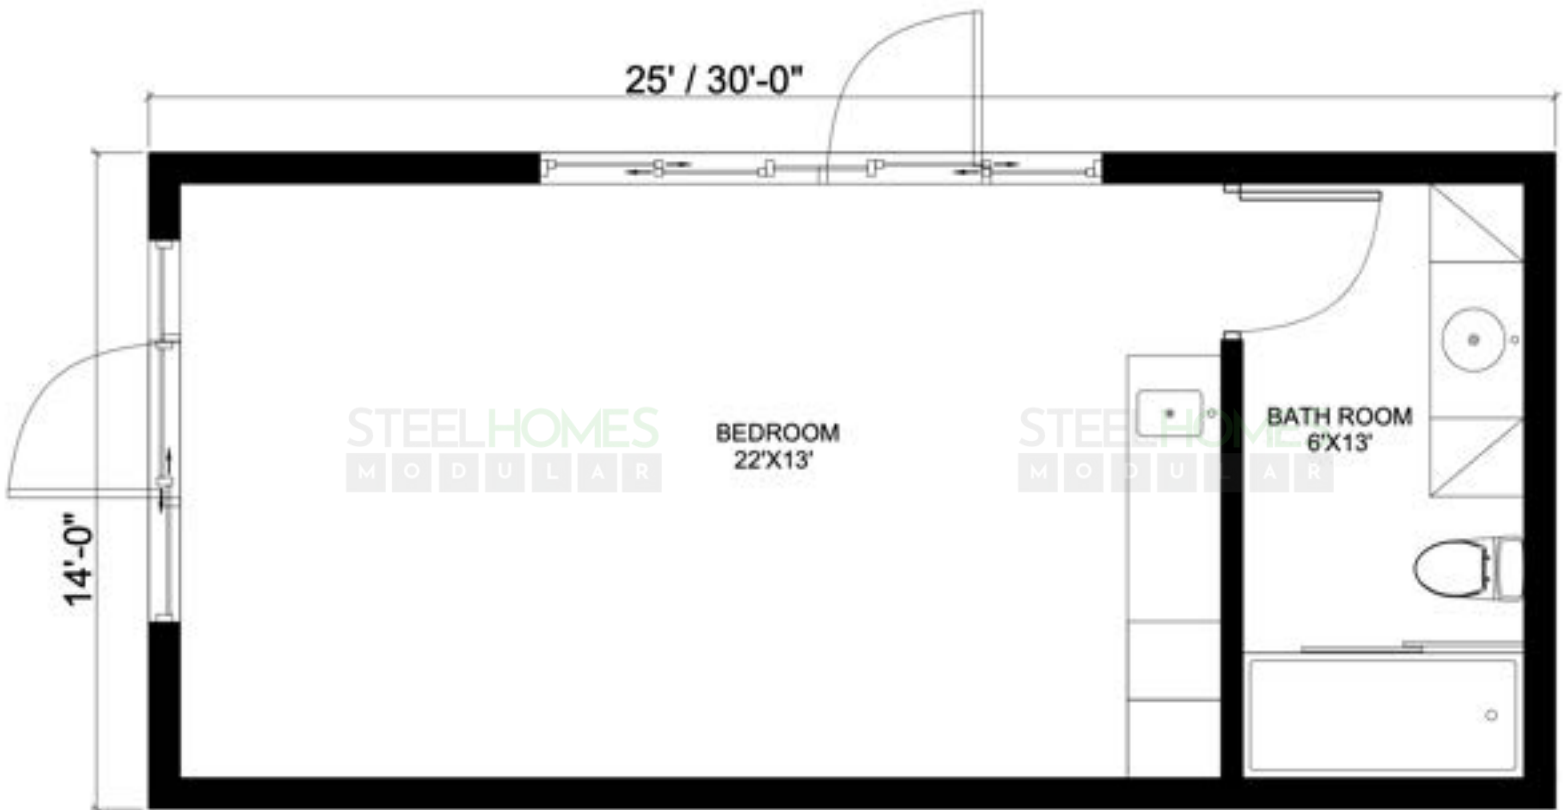 25' / 30'-0"
14'-0"
STEELHOMES
MODULAR
BEDROOM
22'X13'
STEELHOMES
MODULAR
BATH ROOM
6'X13'